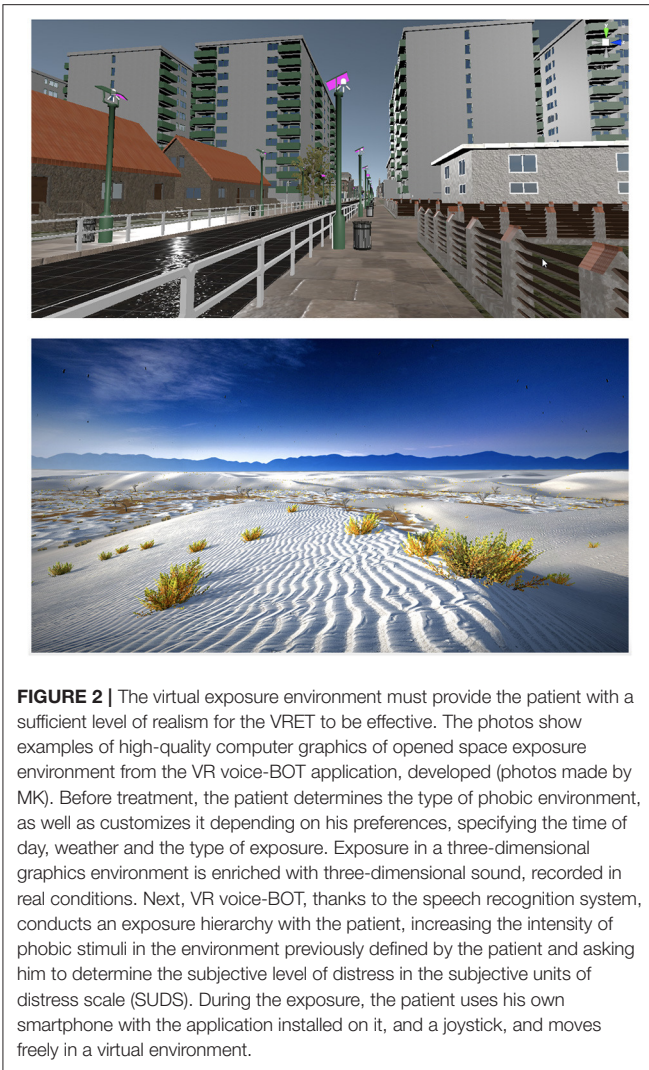 FIGURE 2 | The virtual exposure environment must provide the patient with a
sufficient level of realism for the VRET to be effective. The photos show
examples of high-quality computer graphics of opened space exposure
environment from the VR voice-BOT application, developed (photos made by
MK). Before treatment, the patient determines the type of phobic environment,
as well as customizes it depending on his preferences, specifying the time of
day, weather and the type of exposure. Exposure in a three-dimensional
graphics environment is enriched with three-dimensional sound, recorded in
real conditions. Next, VR voice-BOT, thanks to the speech recognition system,
conducts an exposure hierarchy with the patient, increasing the intensity of
phobic stimuli in the environment previously defined by the patient and asking
him to determine the subjective level of distress in the subjective units of
distress scale (SUDS). During the exposure, the patient uses his own
smartphone with the application installed on it, and a joystick, and moves
freely in a virtual environment.